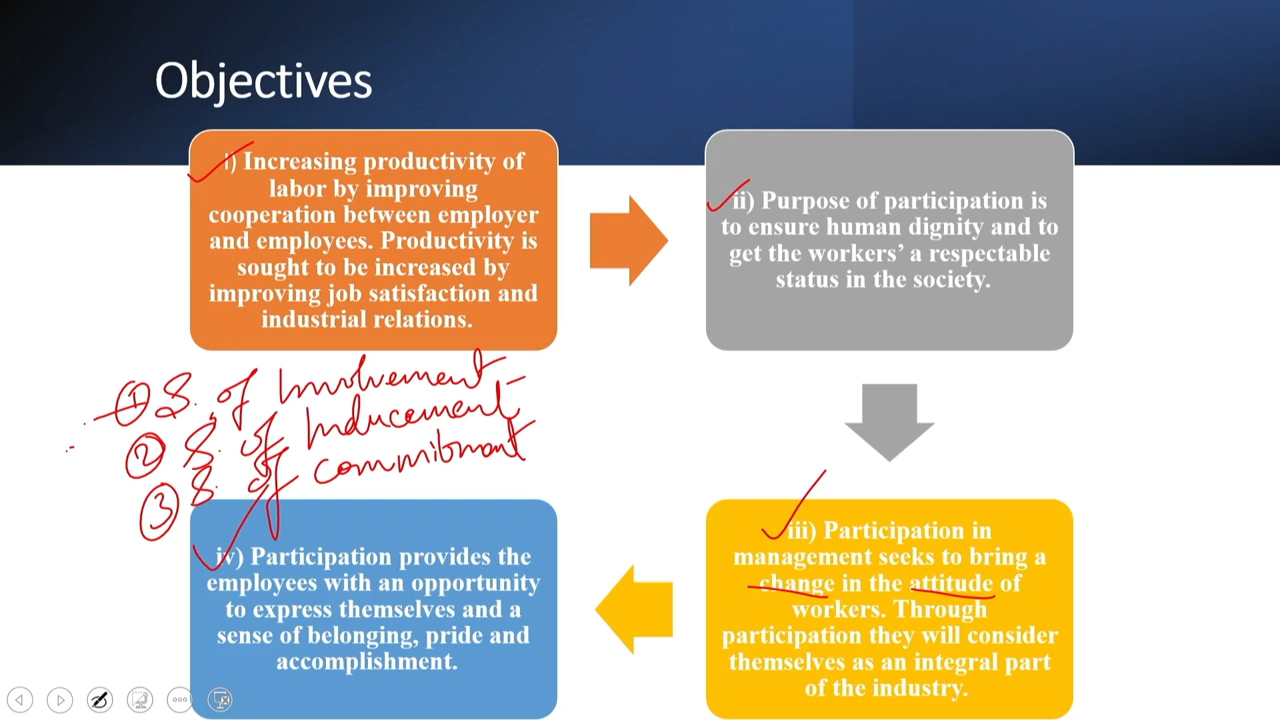 Objectives
i) Increasing productivity of
labor by improving
cooperation between employer
and employees. Productivity is
sought to be increased by
improving job satisfaction and
industrial relations.
ii) Purpose of participation is
to ensure human dignity and to
get the workers’ a respectable
status in the society.
① S. of Involvement
② S. of Inducement
③ S. of commitment
iii) Participation in
management seeks to bring a
change in the attitude of
workers. Through
participation they will consider
themselves as an integral part
of the industry.
iv) Participation provides the
employees with an opportunity
to express themselves and a
sense of belonging, pride and
accomplishment.